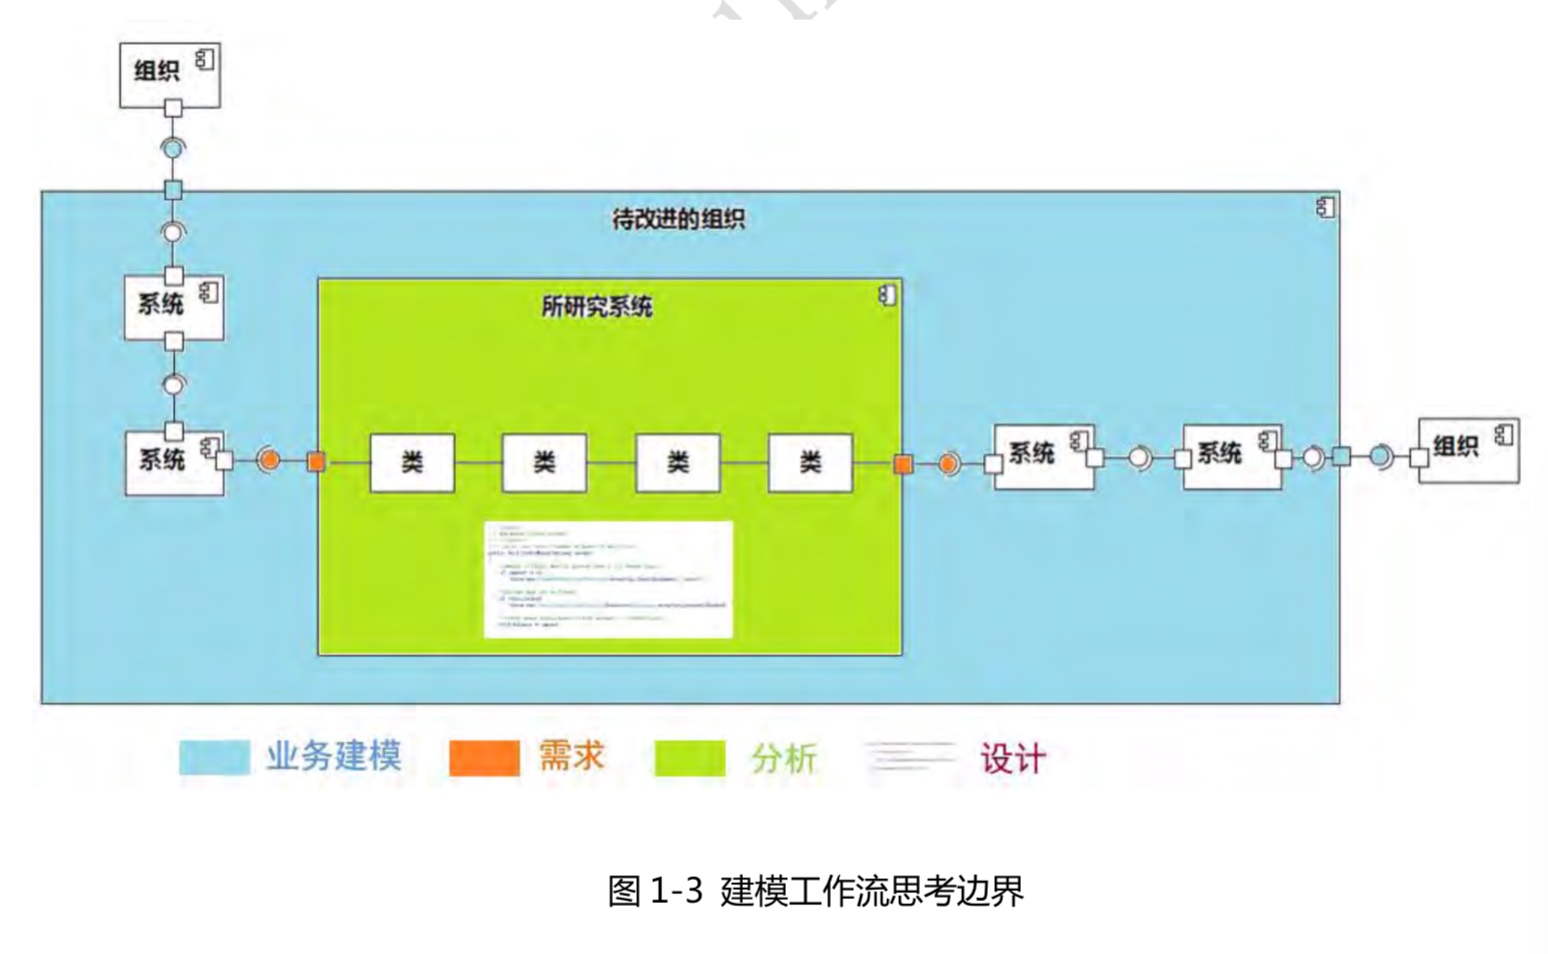 组织
待改进的组织
系统
所研究系统
系统
类
类
类
类
系统
系统
组织
业务建模
需求
分析
设计
图 1-3 建模工作流思考边界